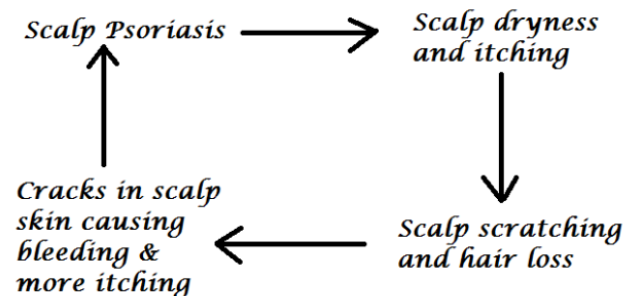 Scalp Psoriasis
Scalp dryness
and itching
Scalp scratching
and hair loss
Cracks in scalp
skin causing
bleeding &
more itching